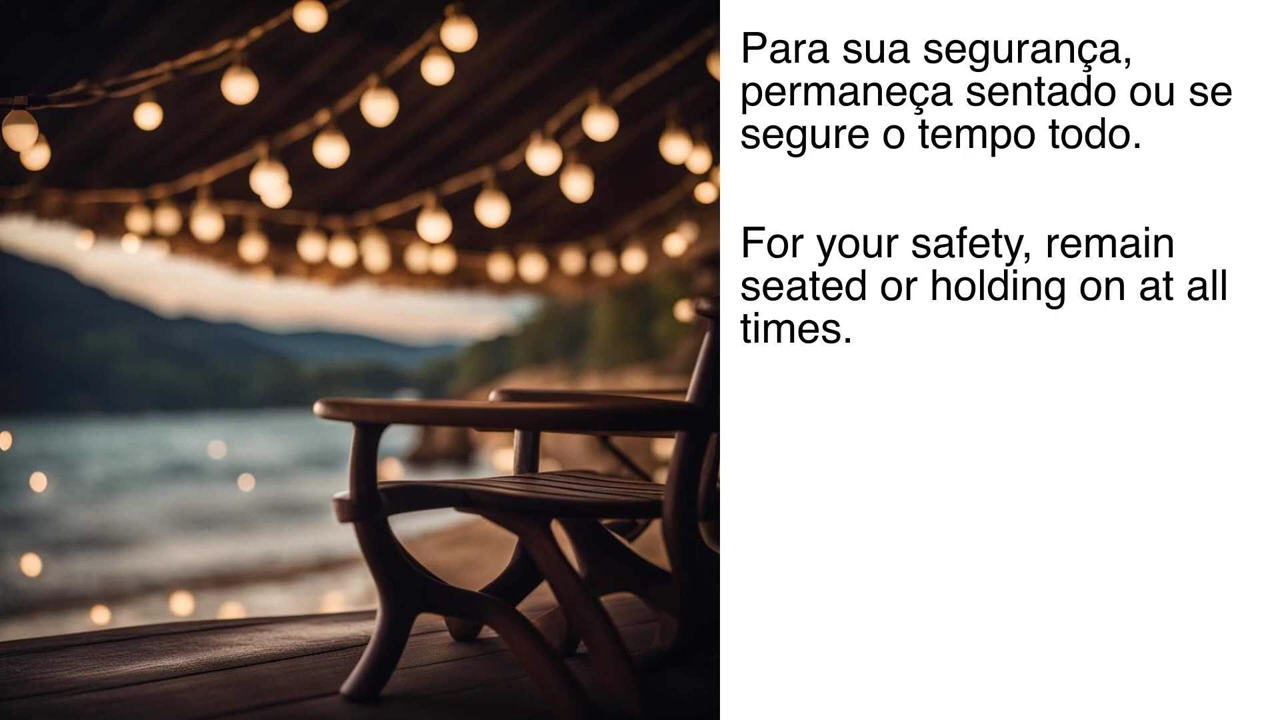 Para sua segurança,
permaneça sentado ou se
segure o tempo todo.
For your safety, remain
seated or holding on at all
times.